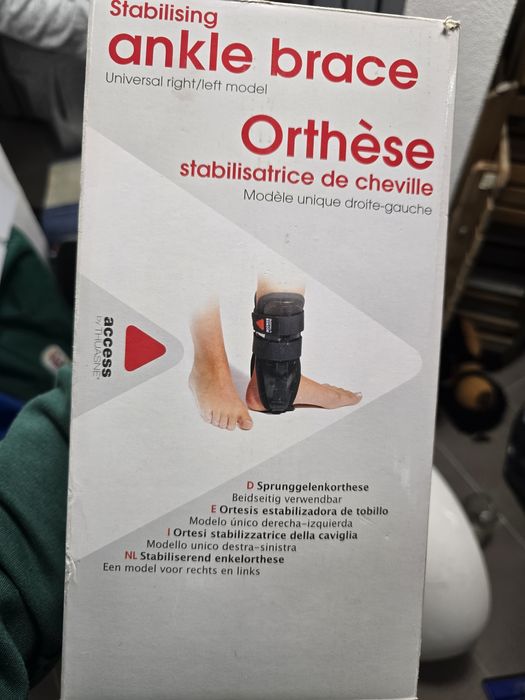 Stabilising
ankle brace
Universal right/left model
Orthèse
stabilisatrice de cheville
Modèle unique droite-gauche
access
by THUASNE
D Sprunggelenkorthese
Beidseitig verwendbar
E Ortesis estabilizadora de tobillo
Modelo único derecha-izquierda
I Ortesi stabilizzatrice della caviglia
Modello unico destra-sinistra
NL Stabiliserend enkelorthese
Een model voor rechts en links